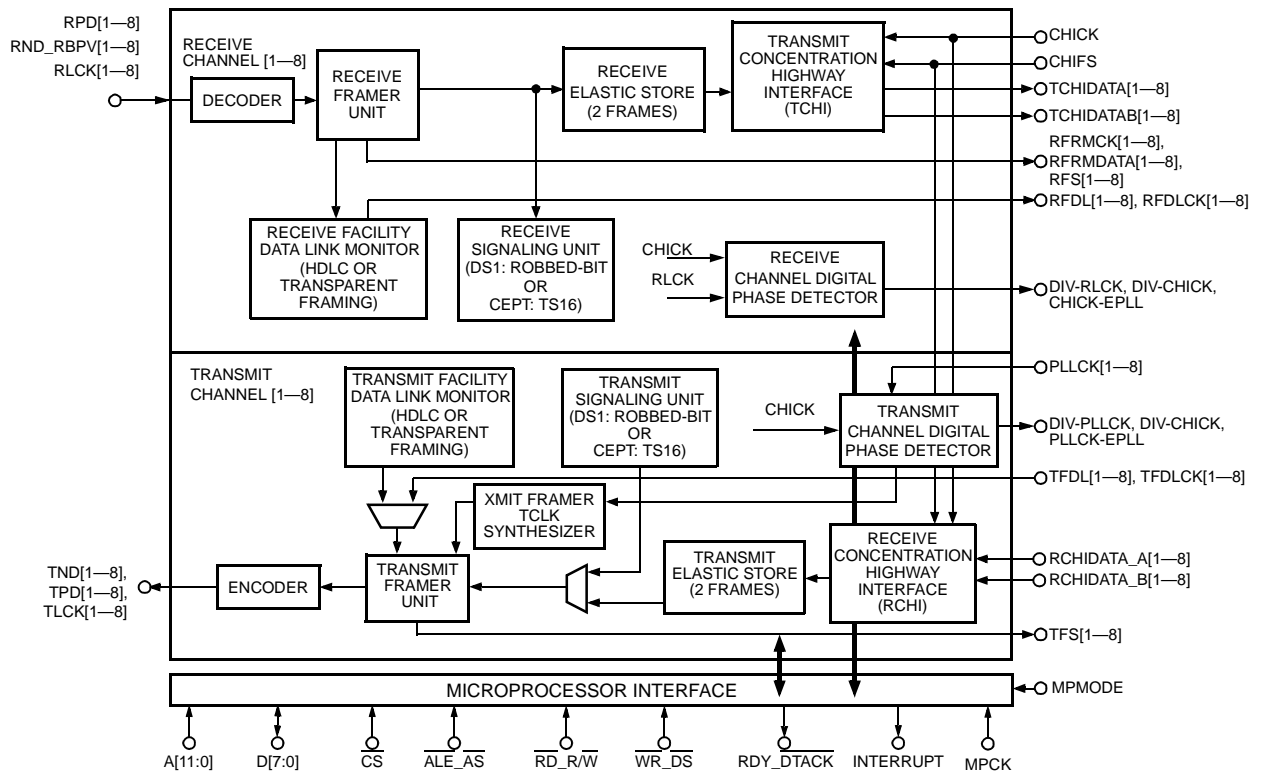 RPD[1—8]
RND_RBPV[1—8]
RLCK[1—8]
RECEIVE
CHANNEL [1—8]
DECODER
RECEIVE
FRAMER
UNIT
RECEIVE
ELASTIC STORE
(2 FRAMES)
TRANSMIT
CONCENTRATION
HIGHWAY
INTERFACE
(TCHI)
CHICK
CHIFS
TCHIDATA[1—8]
TCHIDATAB[1—8]
RFRMCK[1—8],
RFRMDATA[1—8],
RFS[1—8]
RFDL[1—8], RFDLCK[1—8]
RECEIVE FACILITY
DATA LINK MONITOR
(HDLC OR
TRANSPARENT
FRAMING)
RECEIVE
SIGNALING UNIT
(DS1: ROBBED-BIT
OR
CEPT: TS16)
CHICK
RLCK
RECEIVE
CHANNEL DIGITAL
PHASE DETECTOR
DIV-RLCK, DIV-CHICK,
CHICK-EPLL
TRANSMIT
CHANNEL [1—8]
TRANSMIT FACILITY
DATA LINK MONITOR
(HDLC OR
TRANSPARENT
FRAMING)
TRANSMIT
SIGNALING UNIT
(DS1: ROBBED-BIT
OR
CEPT: TS16)
CHICK
TRANSMIT
CHANNEL DIGITAL
PHASE DETECTOR
PLLCK[1—8]
DIV-PLLCK, DIV-CHICK,
PLLCK-EPLL
TFDL[1—8], TFDLCK[1—8]
XMIT FRAMER
TCLK
SYNTHESIZER
TND[1—8],
TPD[1—8],
TLCK[1—8]
ENCODER
TRANSMIT
FRAMER
UNIT
TRANSMIT
ELASTIC STORE
(2 FRAMES)
RECEIVE
CONCENTRATION
HIGHWAY
INTERFACE
(RCHI)
RCHIDATA_A[1—8]
RCHIDATA_B[1—8]
TFS[1—8]
MICROPROCESSOR INTERFACE
MPMODE
A[11:0]
D[7:0]
CS
ALE_AS
RD_R/W
WR_DS
RDY_DTACK
INTERRUPT
MPCK